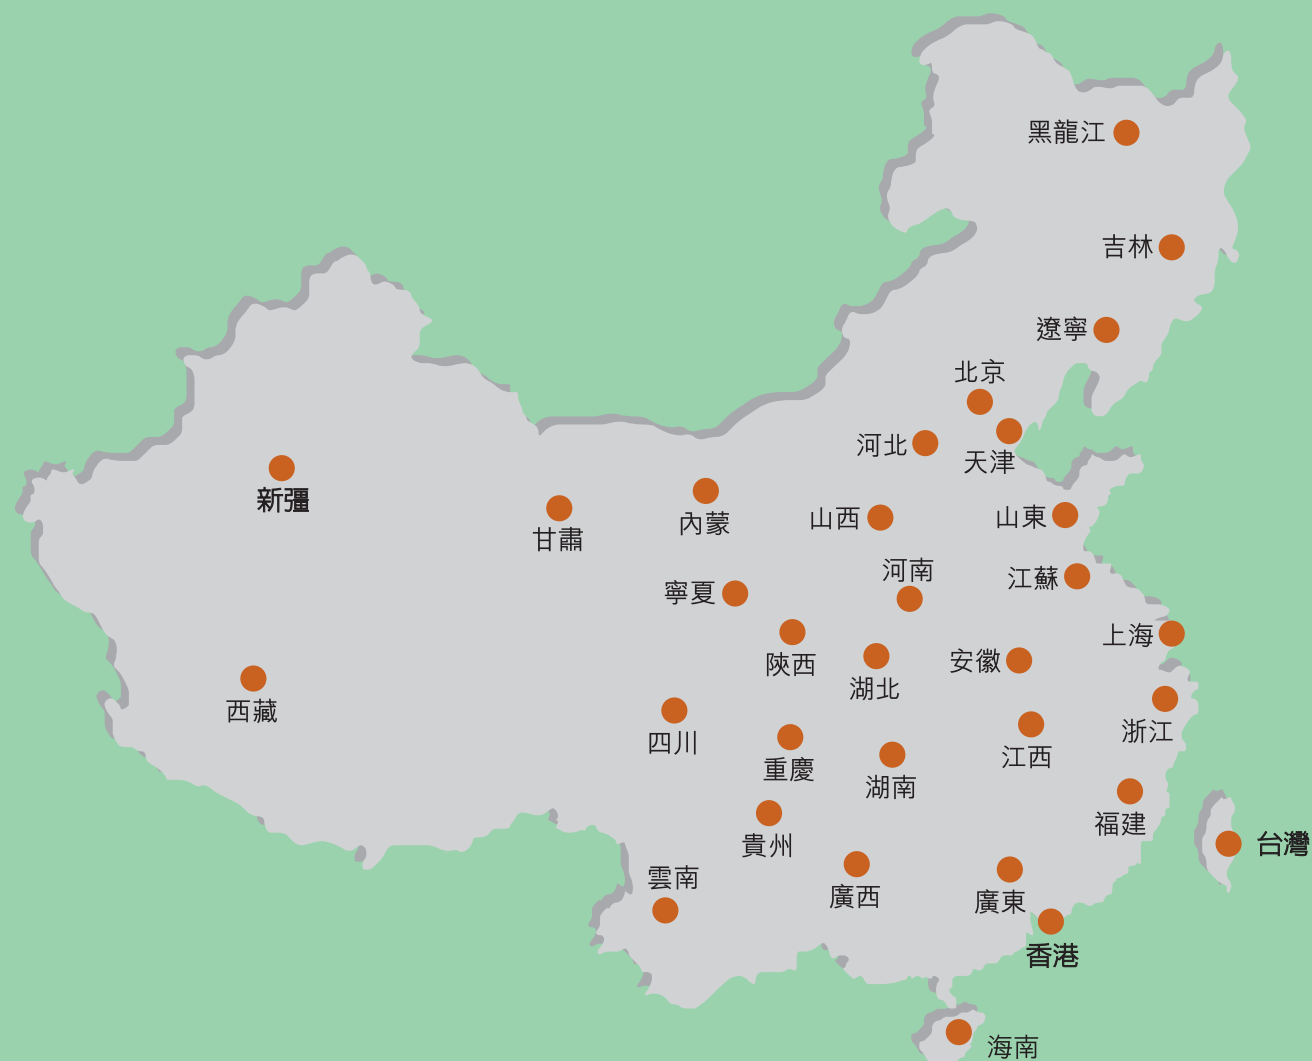 黑龍江
吉林
遼寧
北京
河北
天津
新彊
甘肅
內蒙
山西
山東
河南
江蘇
寧夏
上海
陝西
安徽
湖北
西藏
四川
浙江
江西
重慶
湖南
福建
貴州
台灣
雲南
廣西
廣東
香港
海南